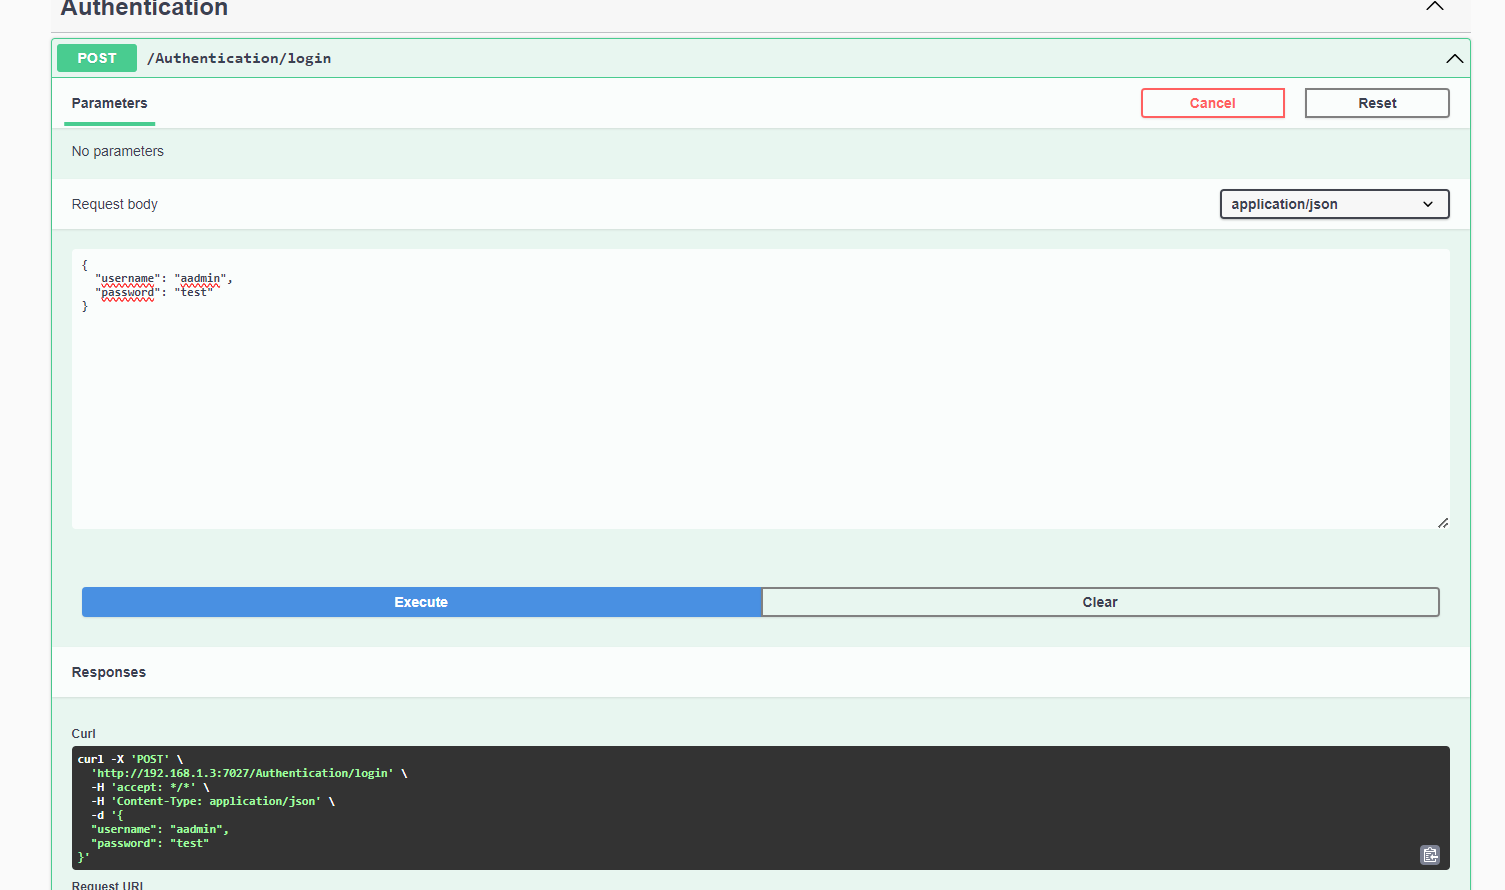 Authentication
POST /Authentication/login
Parameters
Cancel
Reset
No parameters
Request body
application/json
{
"username": "aadmin",
"password": "test"
}
Execute
Clear
Responses
Curl
curl -X 'POST' \
'http://192.168.1.3:7027/Authentication/login' \
-H 'accept: */*' \
-H 'Content-Type: application/json' \
-d '{
"username": "aadmin",
"password": "test"
}'
Request URL